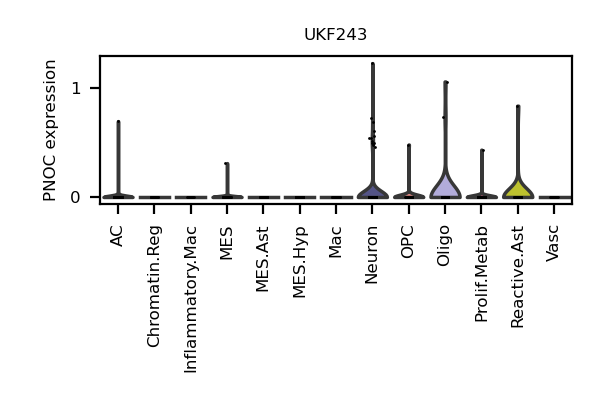 UKF243
PNOC expression
1
0
AC
Chromatin.Reg
Inflammatory.Mac
MES
MES.Ast
MES.Hyp
Mac
Neuron
OPC
Oligo
Prolif.Metab
Reactive.Ast
Vasc